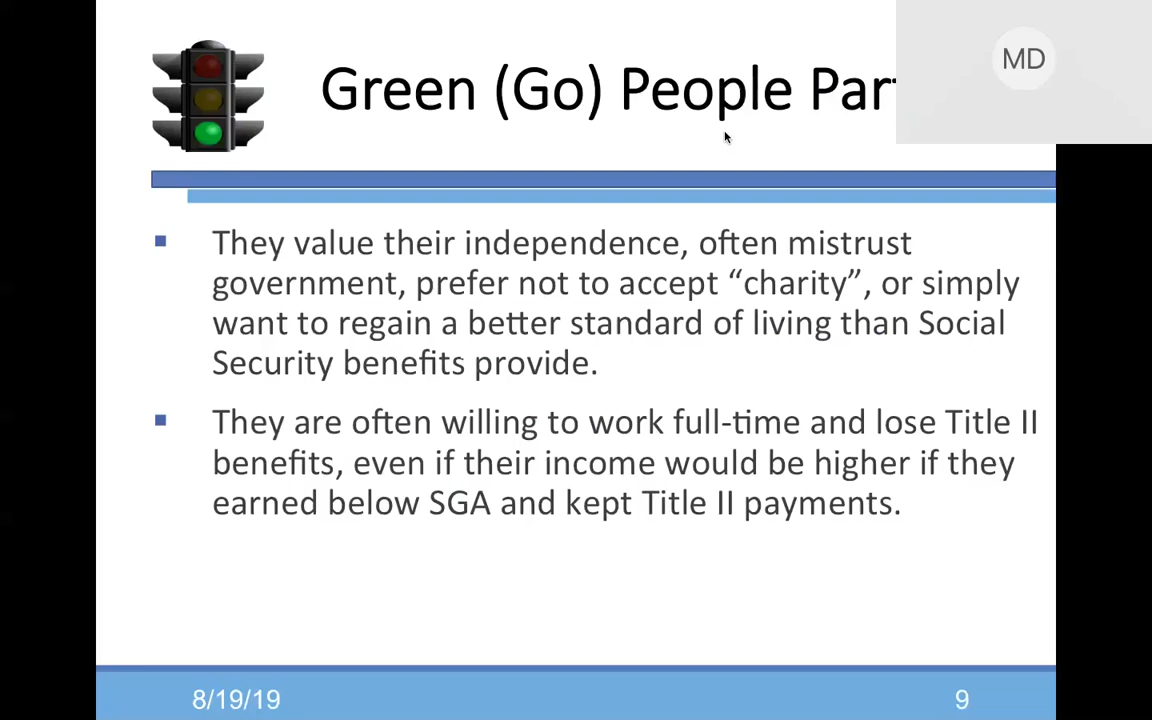 MD
Green (Go) People
They value their independence, often mistrust
government, prefer not to accept “charity”, or simply
want to regain a better standard of living than Social
Security benefits provide.
They are often willing to work full-time and lose Title II
benefits, even if their income would be higher if they
earned below SGA and kept Title II payments.
8/19/19
9